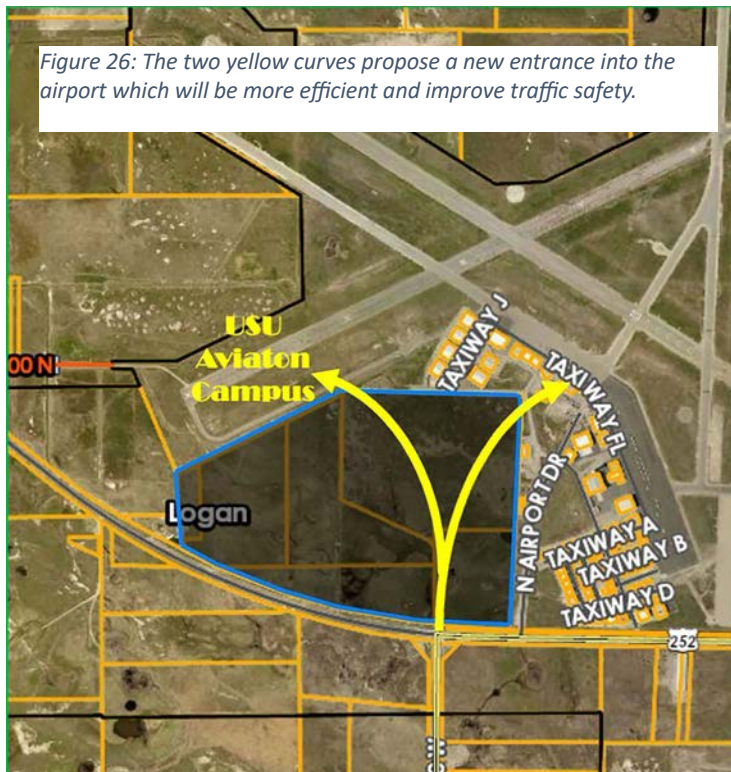 Figure 26: The two yellow curves propose a new entrance into the
airport which will be more efficient and improve traffic safety.
TAXIWAY J
USU
Aviaton
Campus
00 N
TAXIWAY FL
Logan
N AIRPORT DR
TAXIWAY A
TAXIWAY B
TAXIWAY D
252